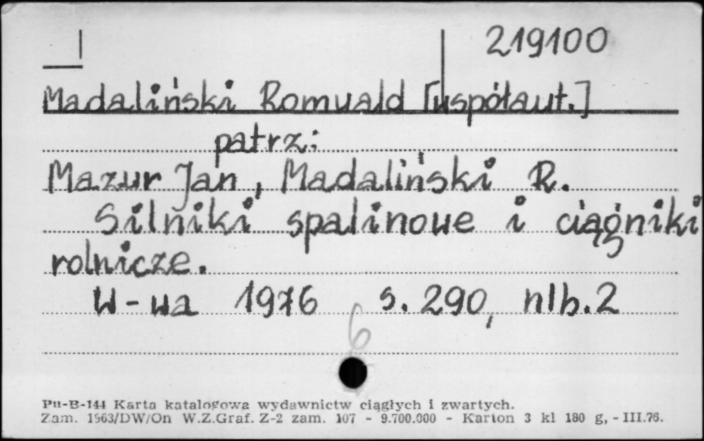 219100
Madaliński Romuald [współaut.]
patrz:
Mazur Jan, Madaliński R.
Silniki spalinowe i ciągniki
rolnicze.
W-wa 1976 s. 290, nlb. 2
6
Pu-B-144 Karta katalogowa wydawnictw ciągłych i zwartych.
Zam. 1563/DW/On W.Z.Graf. Z-2 zam. 107 - 9.700.000 - Karton 3 kl 180 g, - III.76.